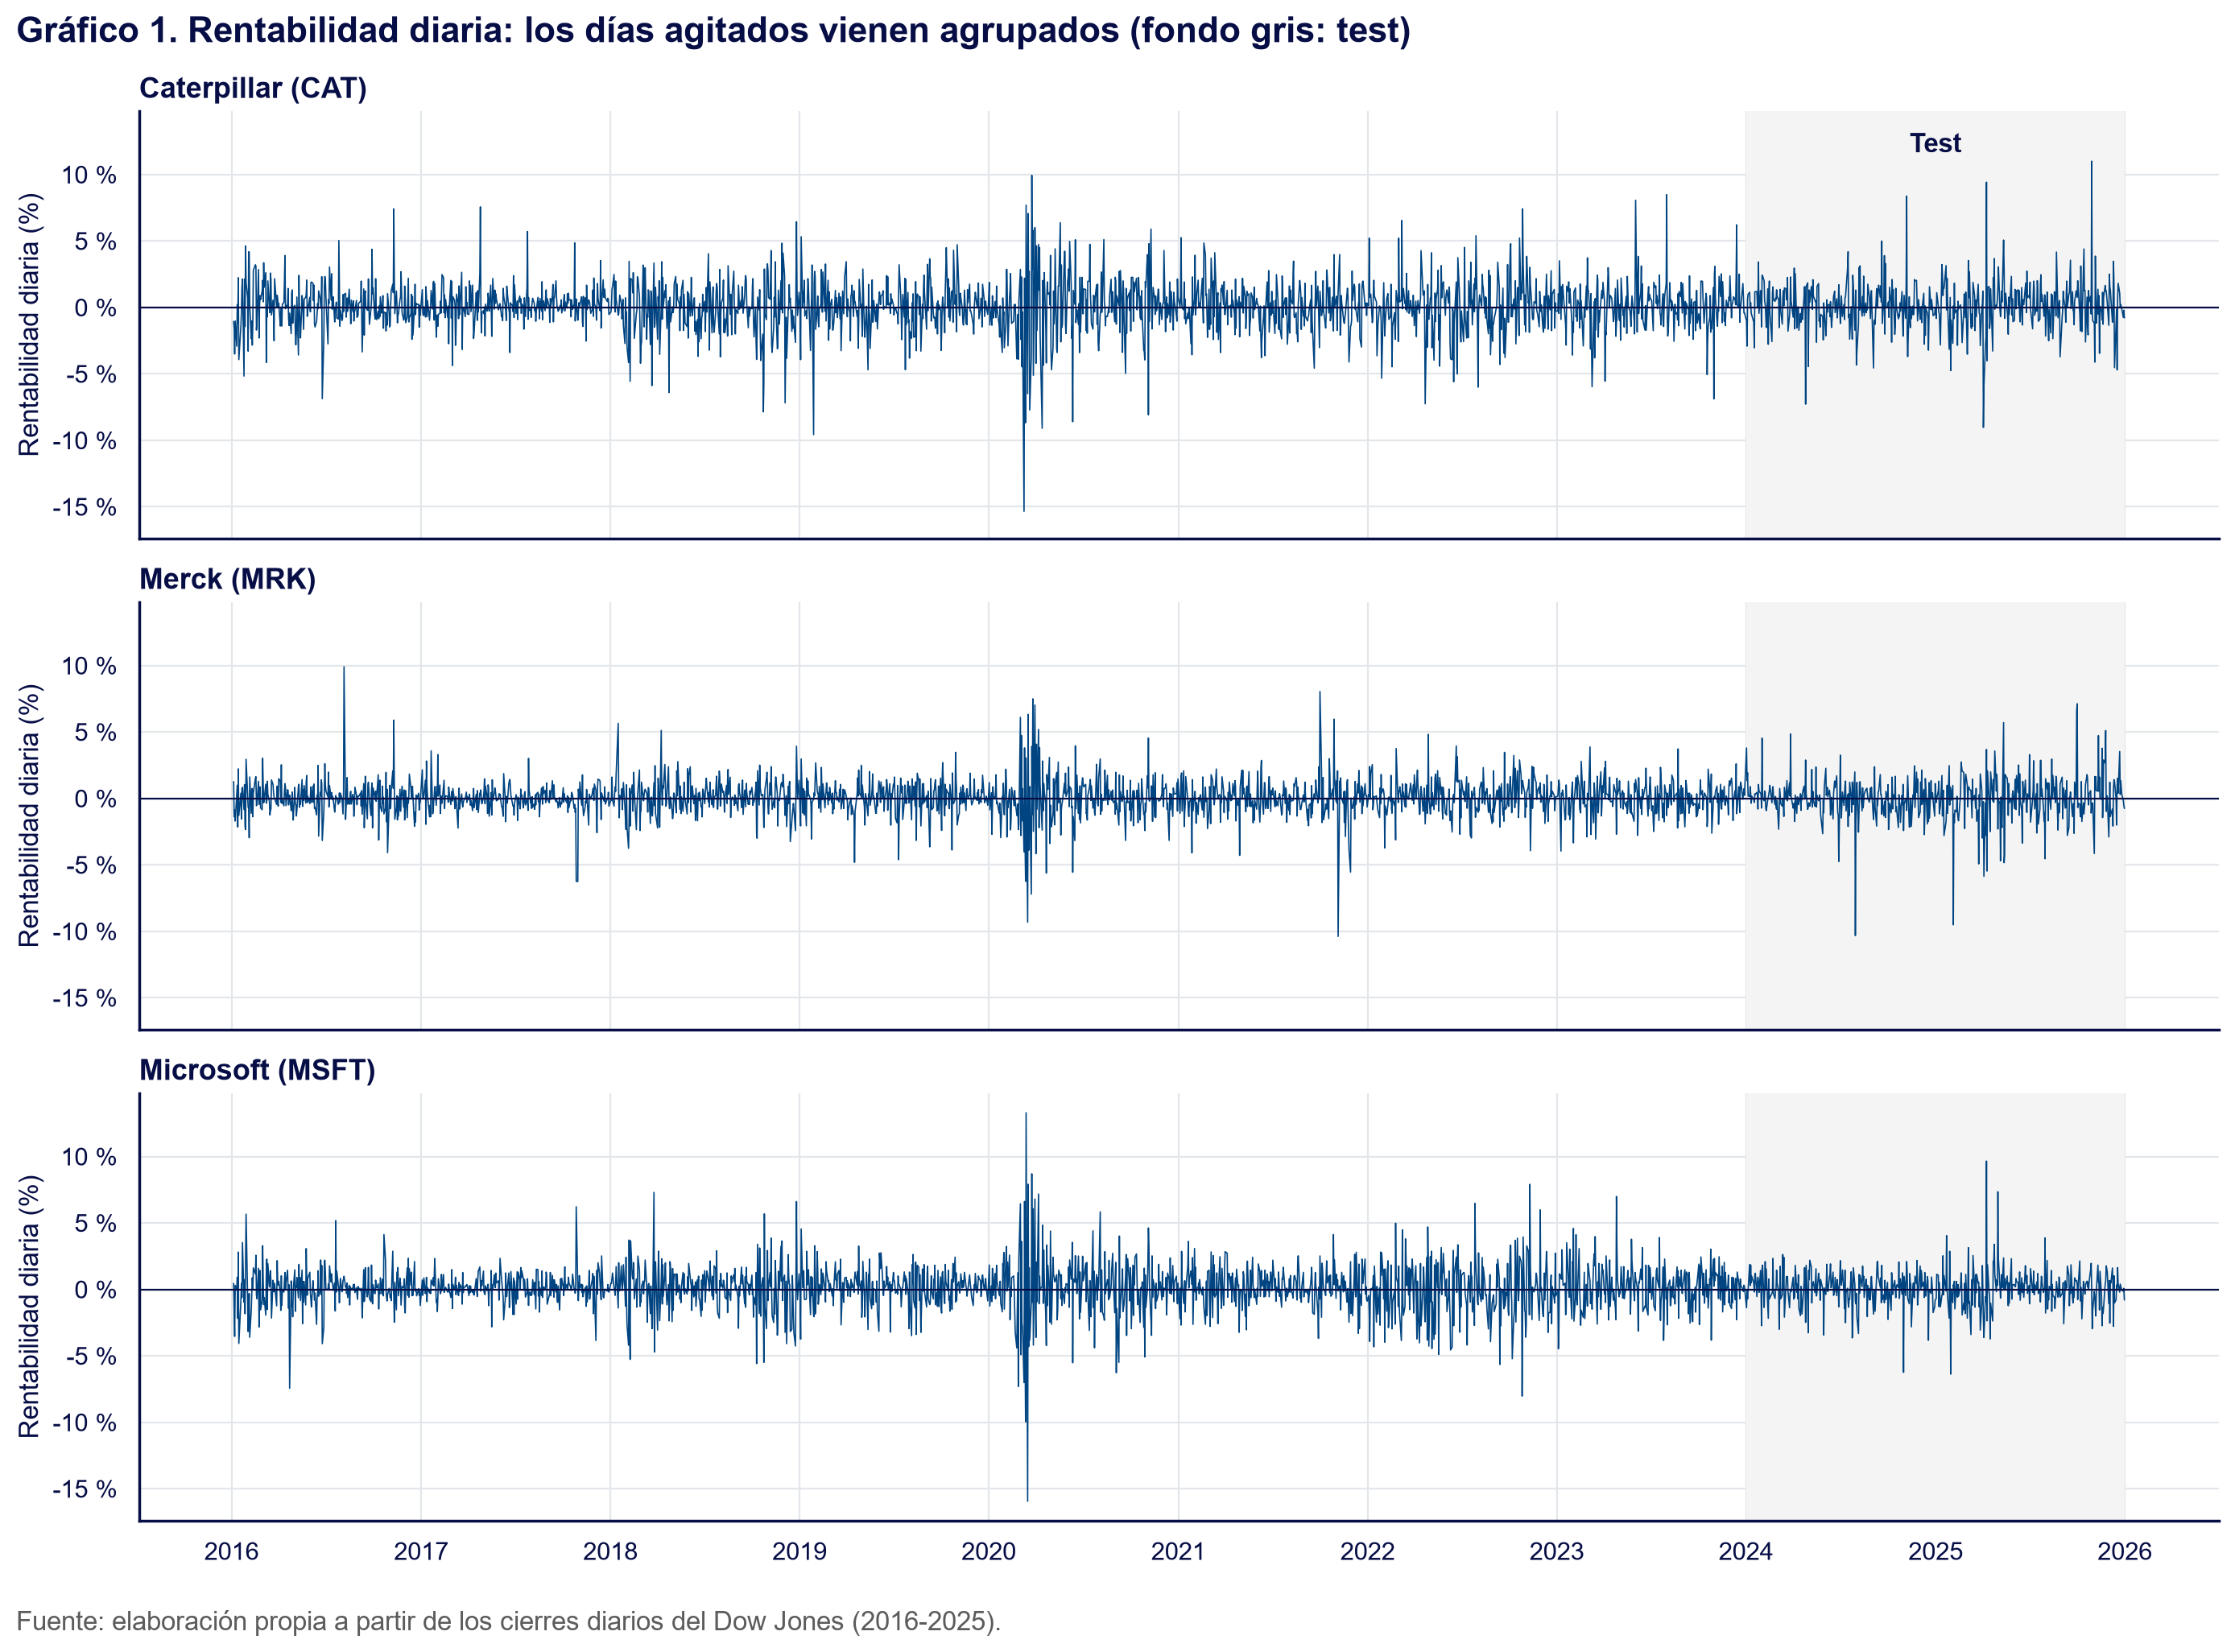 Gráfico 1. Rentabilidad diaria: los días agitados vienen agrupados (fondo gris: test)
Caterpillar (CAT)
Test
Rentabilidad diaria (%)
10 %
5 %
0 %
-5 %
-10 %
-15 %
Merck (MRK)
Rentabilidad diaria (%)
10 %
5 %
0 %
-5 %
-10 %
-15 %
Microsoft (MSFT)
Rentabilidad diaria (%)
10 %
5 %
0 %
-5 %
-10 %
-15 %
2016 2017 2018 2019 2020 2021 2022 2023 2024 2025 2026
Fuente: elaboración propia a partir de los cierres diarios del Dow Jones (2016-2025).